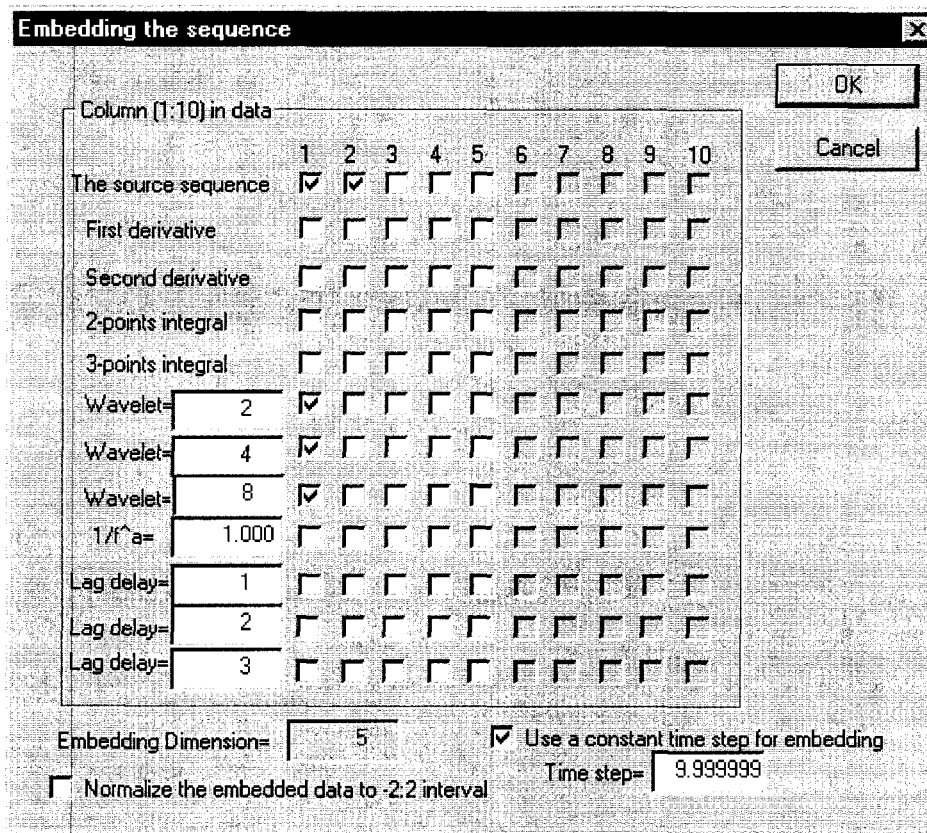 Embedding the sequence
OK
Cancel
Column (1:10) in data
1 2 3 4 5 6 7 8 9 10
The source sequence
First derivative
Second derivative
2-points integral
3-points integral
Wavelet= 2
Wavelet= 4
Wavelet= 8
1/f^a= 1.000
Lag delay= 1
Lag delay= 2
Lag delay= 3
Embedding Dimension= 5
Use a constant time step for embedding
Time step= 9.999999
Normalize the embedded data to -2:2 interval